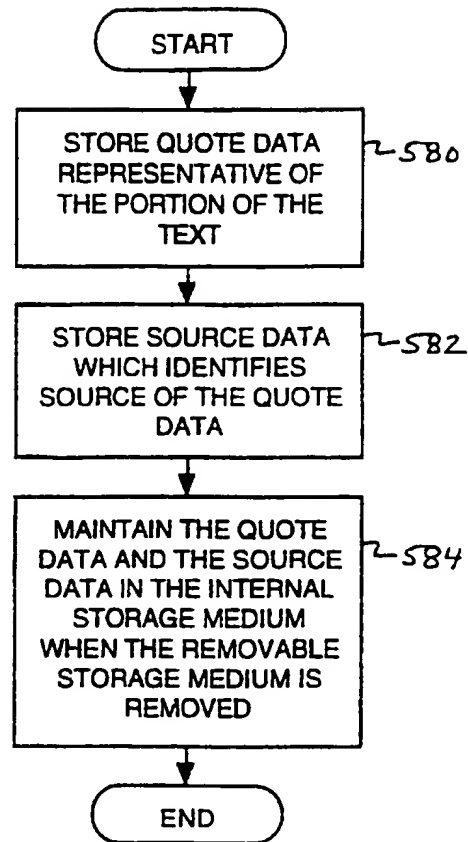 START
STORE QUOTE DATA
REPRESENTATIVE OF
THE PORTION OF THE
TEXT
580
STORE SOURCE DATA
WHICH IDENTIFIES
SOURCE OF THE QUOTE
DATA
582
MAINTAIN THE QUOTE
DATA AND THE SOURCE
DATA IN THE INTERNAL
STORAGE MEDIUM
WHEN THE REMOVABLE
STORAGE MEDIUM IS
REMOVED
584
END